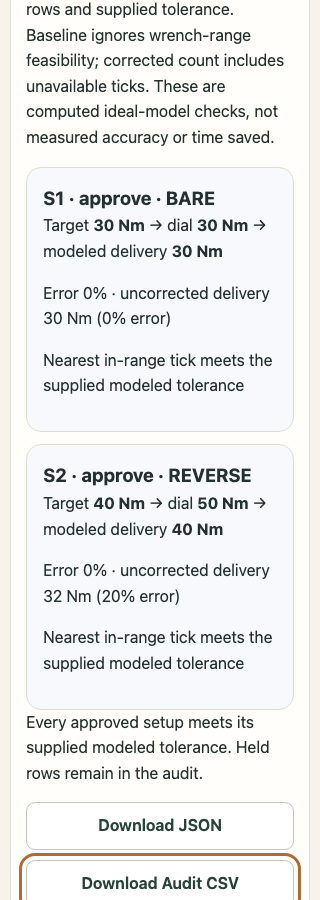 rows and supplied tolerance.
Baseline ignores wrench-range
feasibility; corrected count includes
unavailable ticks. These are
computed ideal-model checks, not
measured accuracy or time saved.
S1 · approve · BARE
Target 30 Nm → dial 30 Nm →
modeled delivery 30 Nm
Error 0% · uncorrected delivery
30 Nm (0% error)
Nearest in-range tick meets the
supplied modeled tolerance
S2 · approve · REVERSE
Target 40 Nm → dial 50 Nm →
modeled delivery 40 Nm
Error 0% · uncorrected delivery
32 Nm (20% error)
Nearest in-range tick meets the
supplied modeled tolerance
Every approved setup meets its
supplied modeled tolerance. Held
rows remain in the audit.
Download JSON
Download Audit CSV